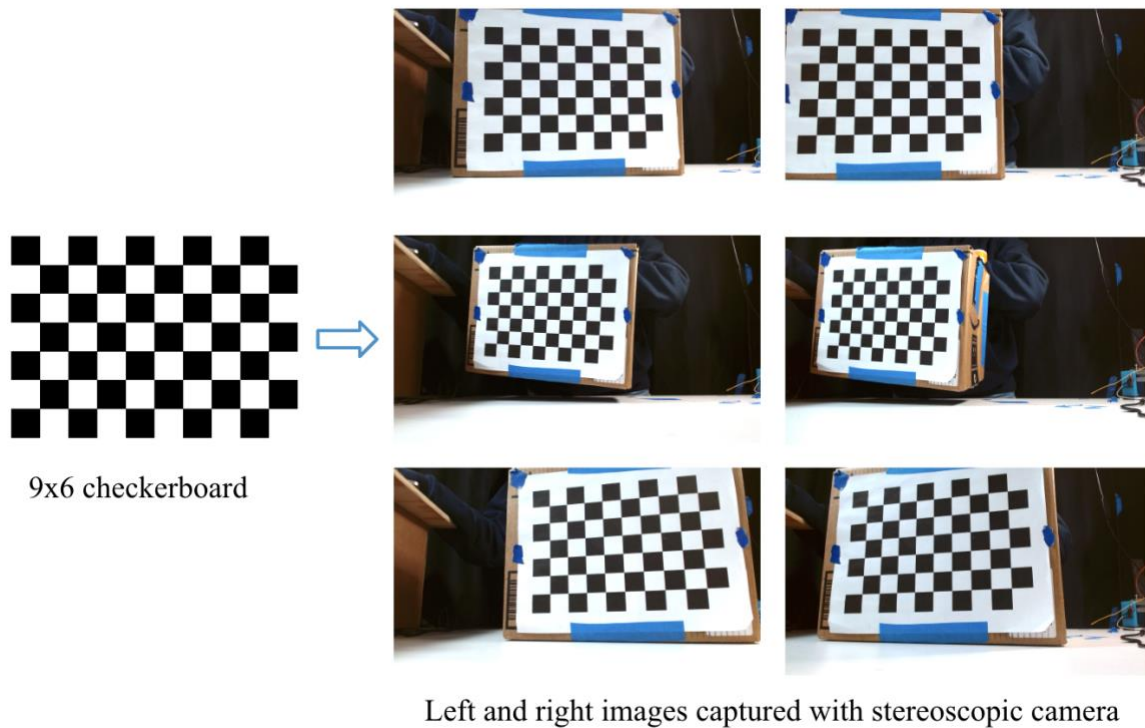 9x6 checkerboard
Left and right images captured with stereoscopic camera